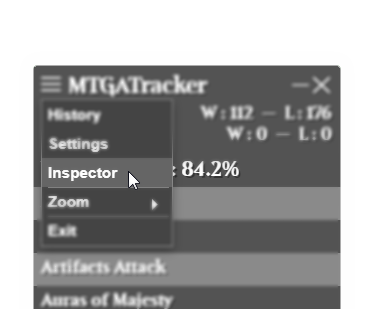 MTGATracker
History
W : 112 — L : 176
Settings
W : 0 — L : 0
Inspector
: 84.2%
Zoom
Exit
Artifacts Attack
Auras of Majesty